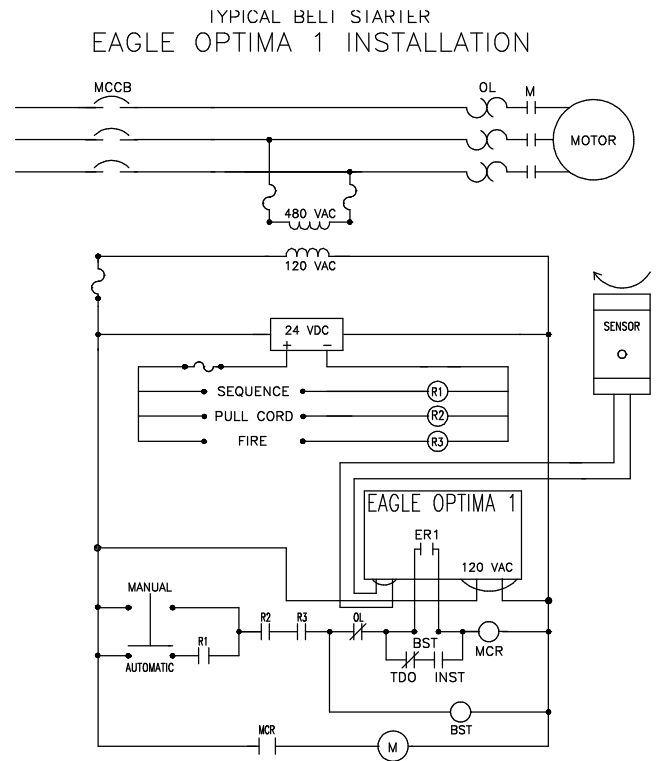 TYPICAL BELT STARTER
EAGLE OPTIMA 1 INSTALLATION
MCCB
OL
M
MOTOR
480 VAC
120 VAC
24 VDC
+ −
SENSOR
SEQUENCE
R1
PULL CORD
R2
FIRE
R3
EAGLE OPTIMA 1
ER1
120 VAC
MANUAL
R1
AUTOMATIC
R2
R3
OL
BST
TDO
INST
MCR
BST
MCR
M